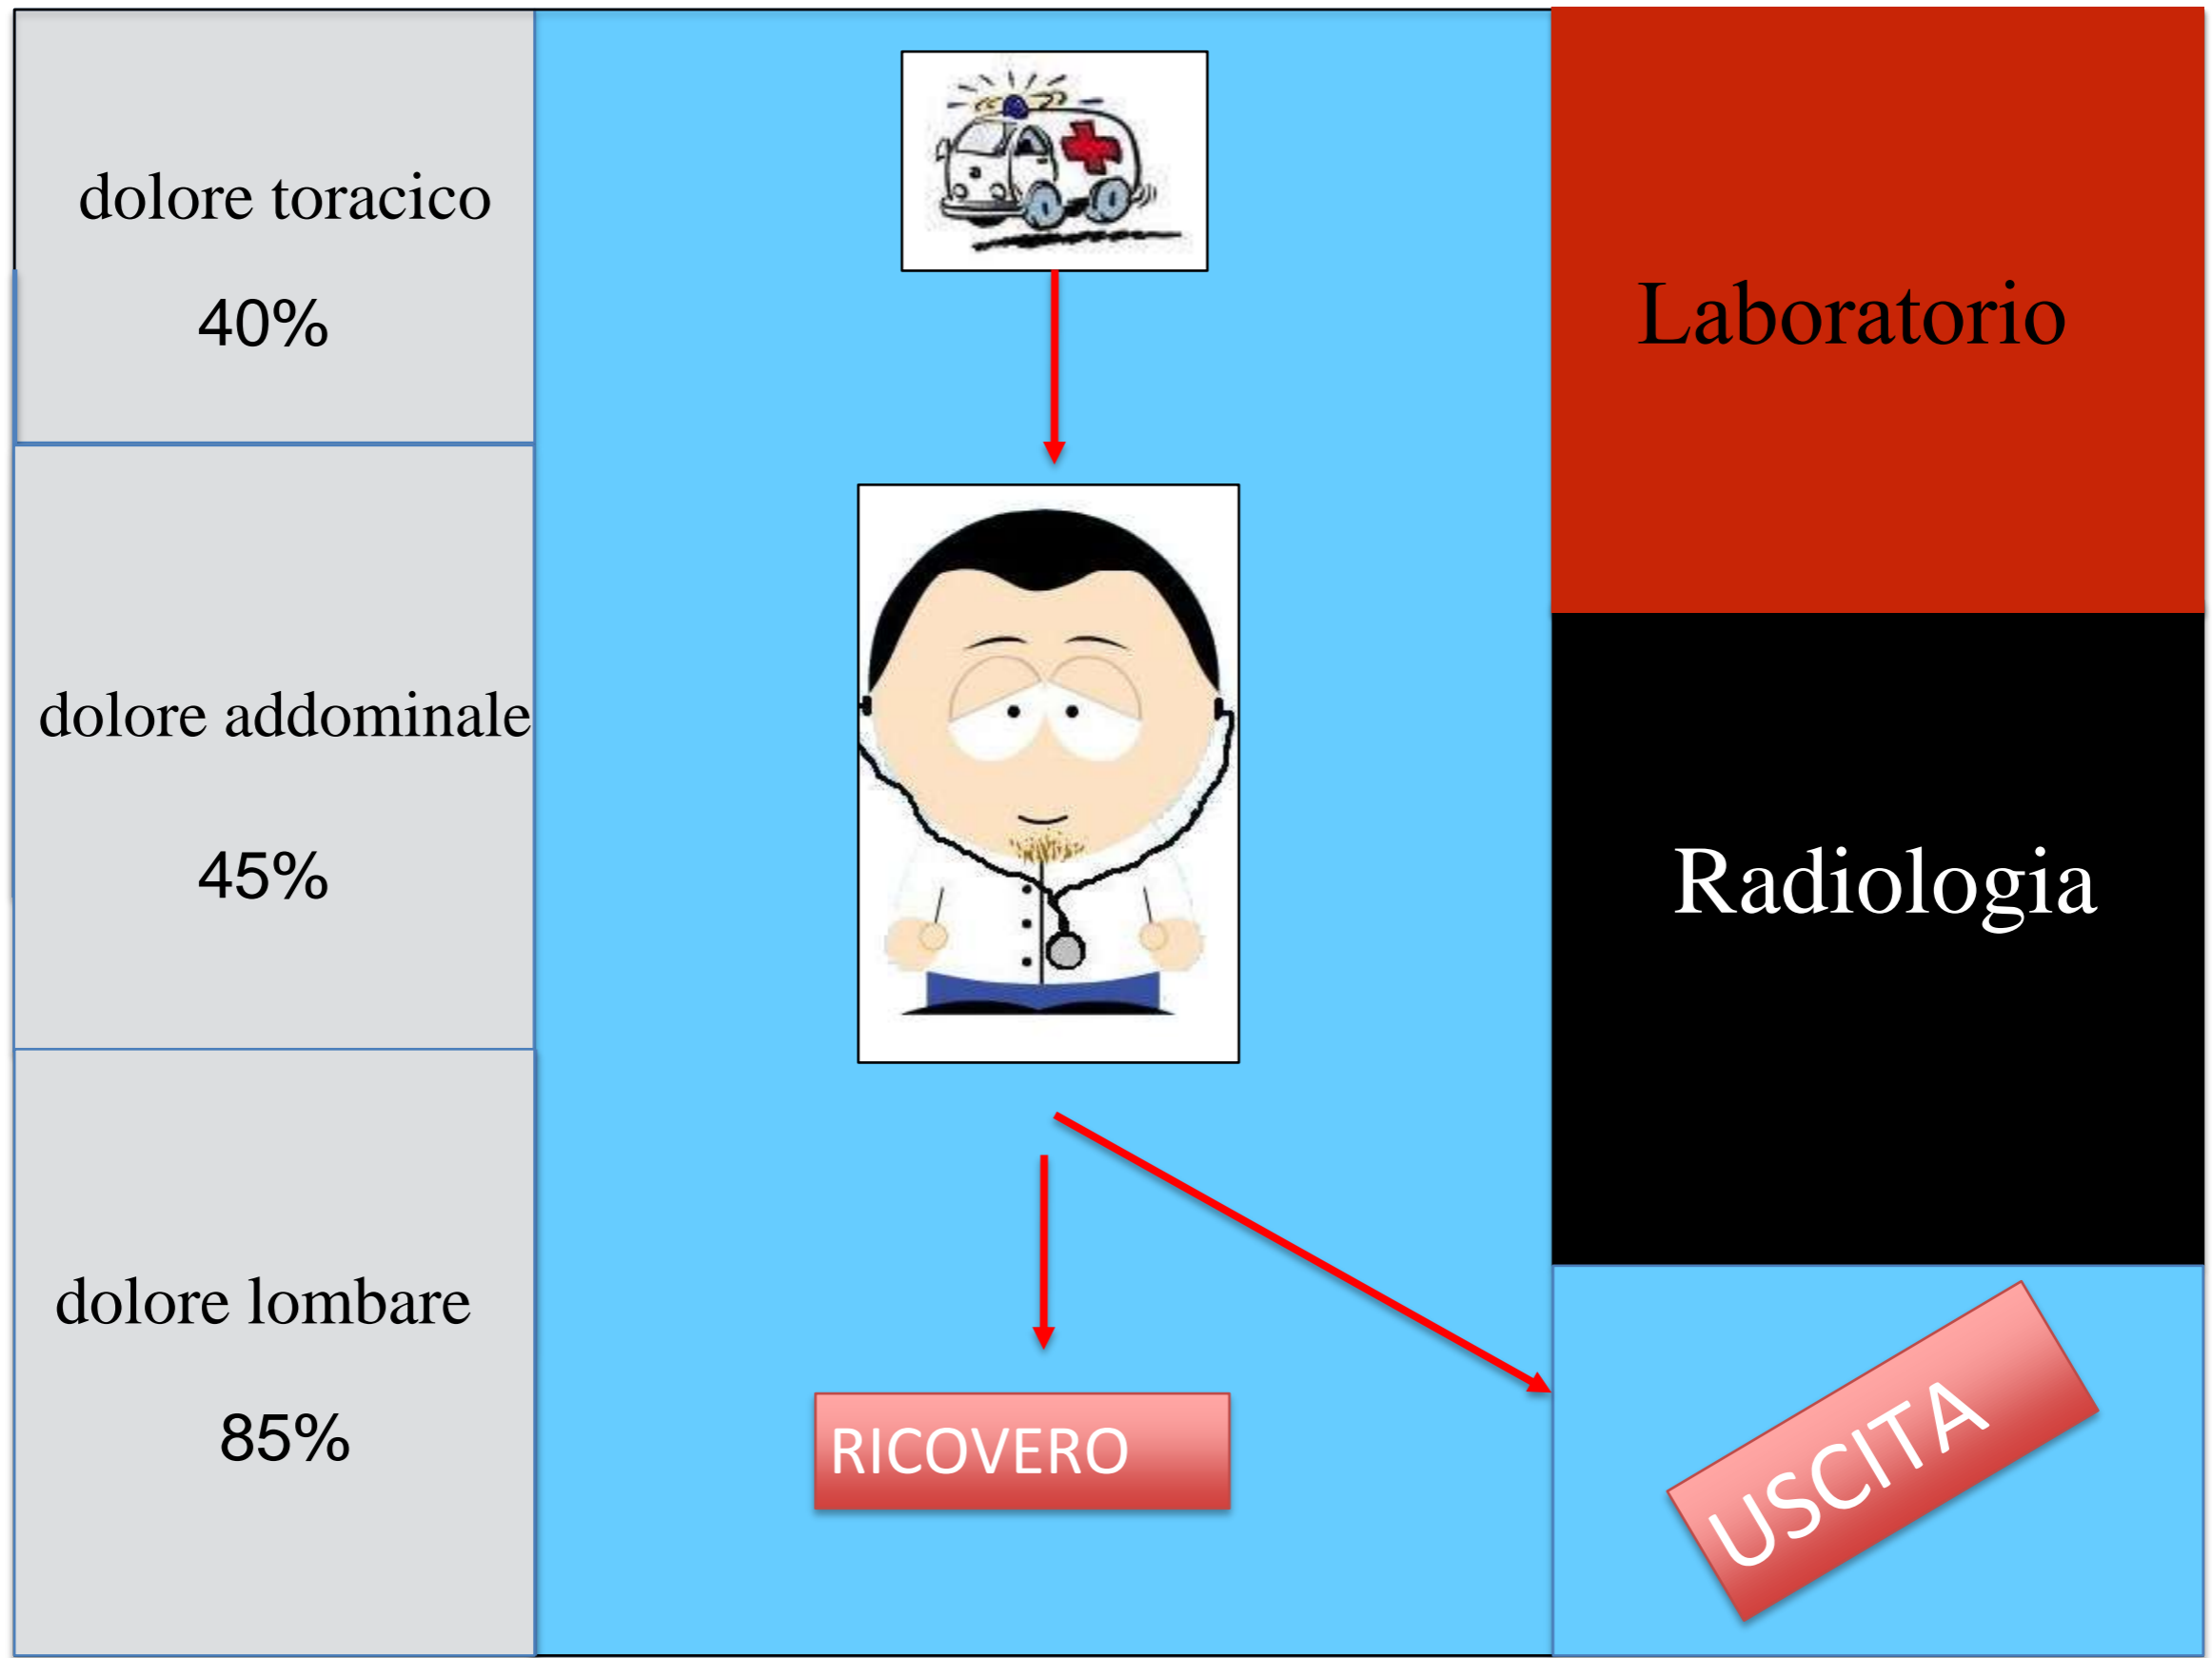 dolore toracico
40%
dolore addominale
45%
dolore lombare
85%
RICOVERO
Laboratorio
Radiologia
USCITA